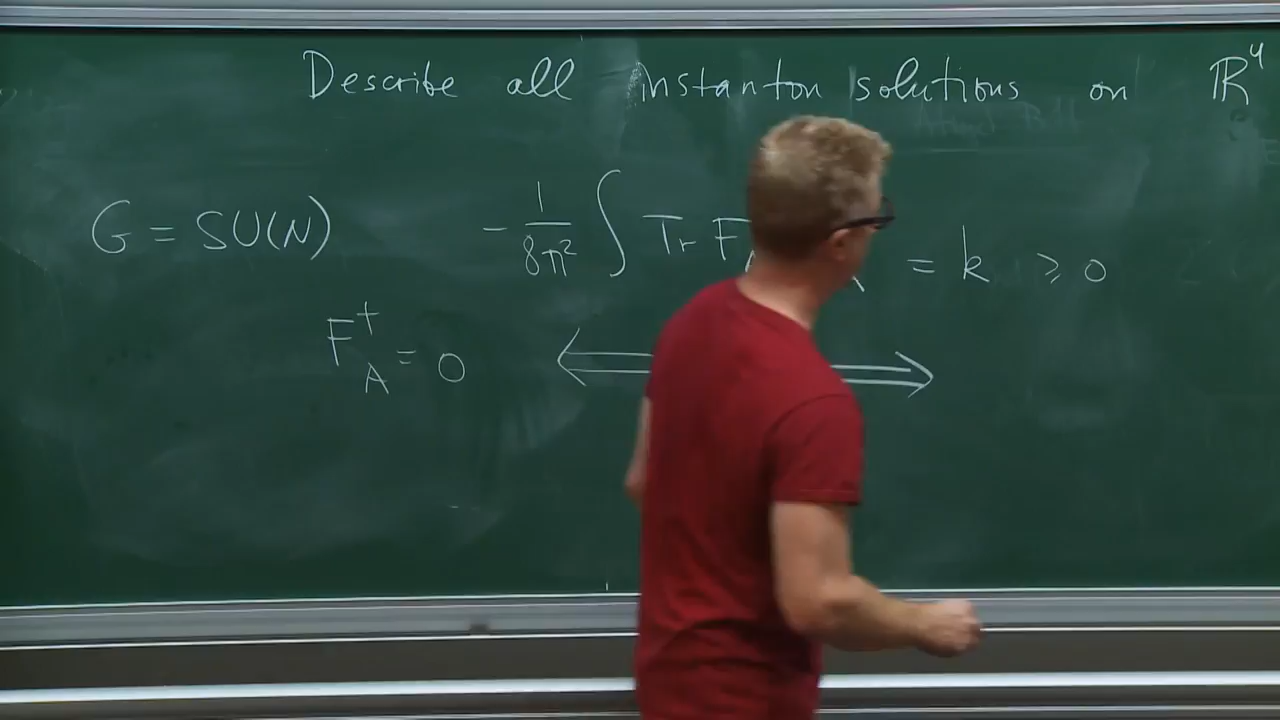 Describe all instanton solutions on ℝ⁴
G = SU(N) - 1/8π² ∫ Tr F = k ≥ 0
F⁺_A = 0 ⟸ ⟹